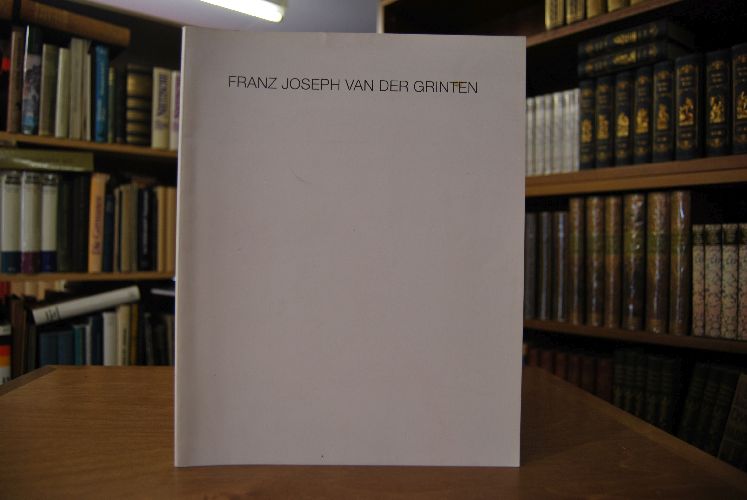 FRANZ JOSEPH VAN DER GRINTEN